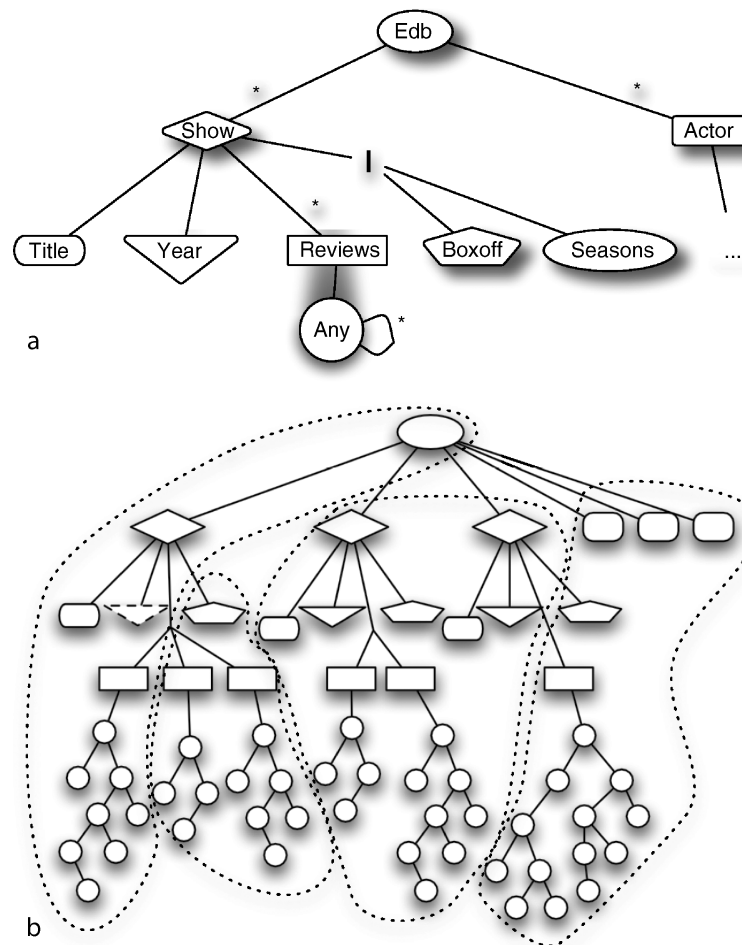 Edb
* *
Show Actor
|
*
Title Year Reviews Boxoff Seasons ...
Any *
a
b